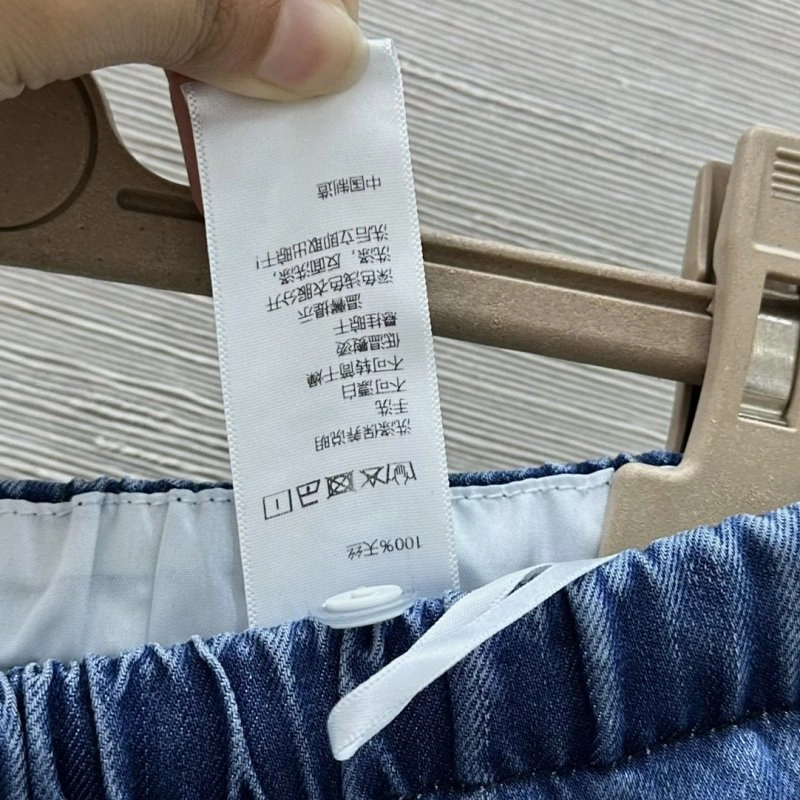 100%天丝
洗涤保养说明
手洗
不可漂白
不可转筒干燥
低温熨烫
悬挂晾干
温馨提示
深色浅色衣服分开
洗涤，反面洗涤，
洗后立即取出晾干！
中国制造